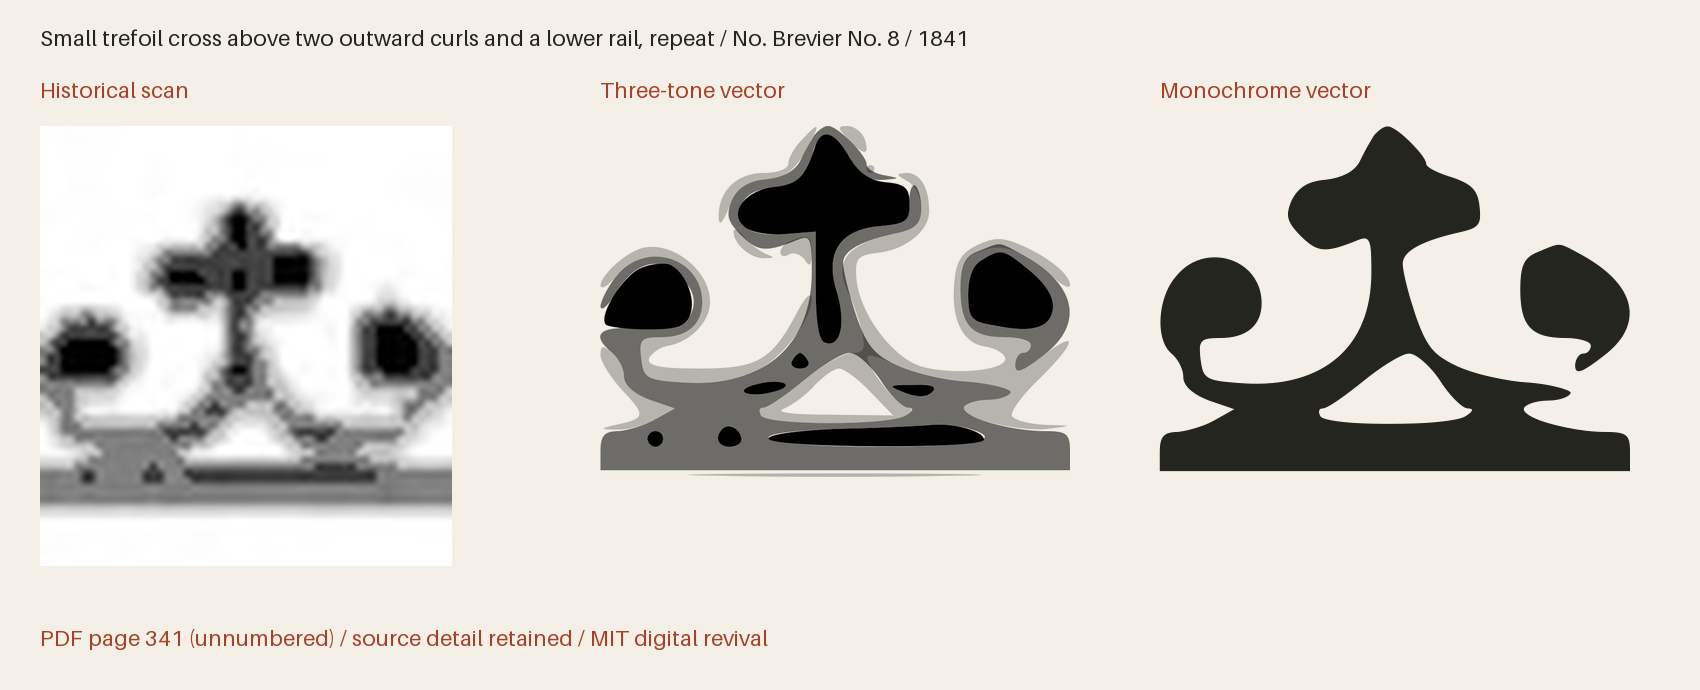 Small trefoil cross above two outward curls and a lower rail, repeat / No. Brevier No. 8 / 1841
Historical scan
Three-tone vector
Monochrome vector
PDF page 341 (unnumbered) / source detail retained / MIT digital revival